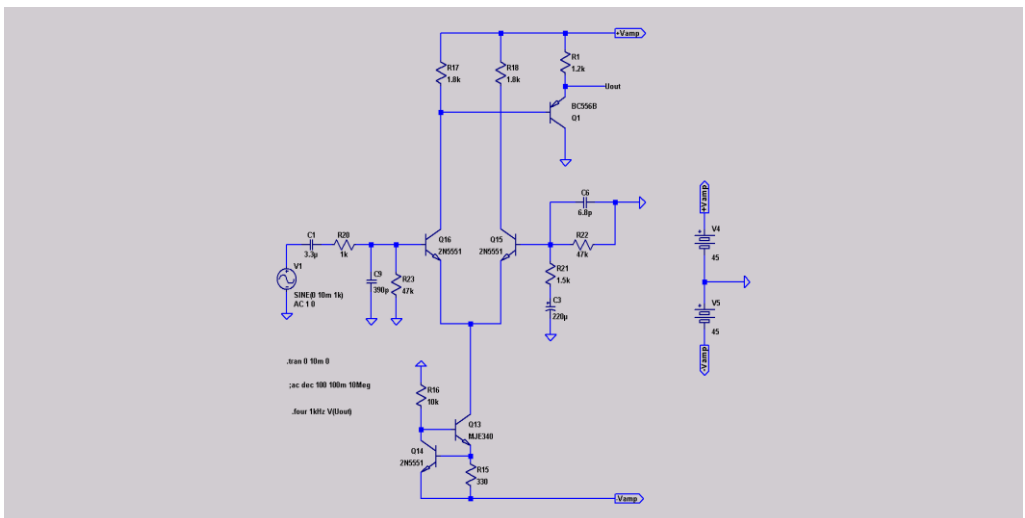 +Vamp
R17
1.8k
R18
1.8k
R1
1.2k
Uout
BC556B
Q1
C6
6.8p
+Vamp
V4
45
C1
3.3µ
R20
1k
Q16
2N5551
Q15
2N5551
R22
47k
V1
SINE(0 10m 1k)
AC 1 0
C9
390p
R23
47k
R21
1.5k
C3
220µ
V5
45
-Vamp
.tran 0 10m 0
;ac dec 100 100m 10Meg
.four 1kHz V(Uout)
R16
10k
Q13
MJE340
Q14
2N5551
R15
330
-Vamp